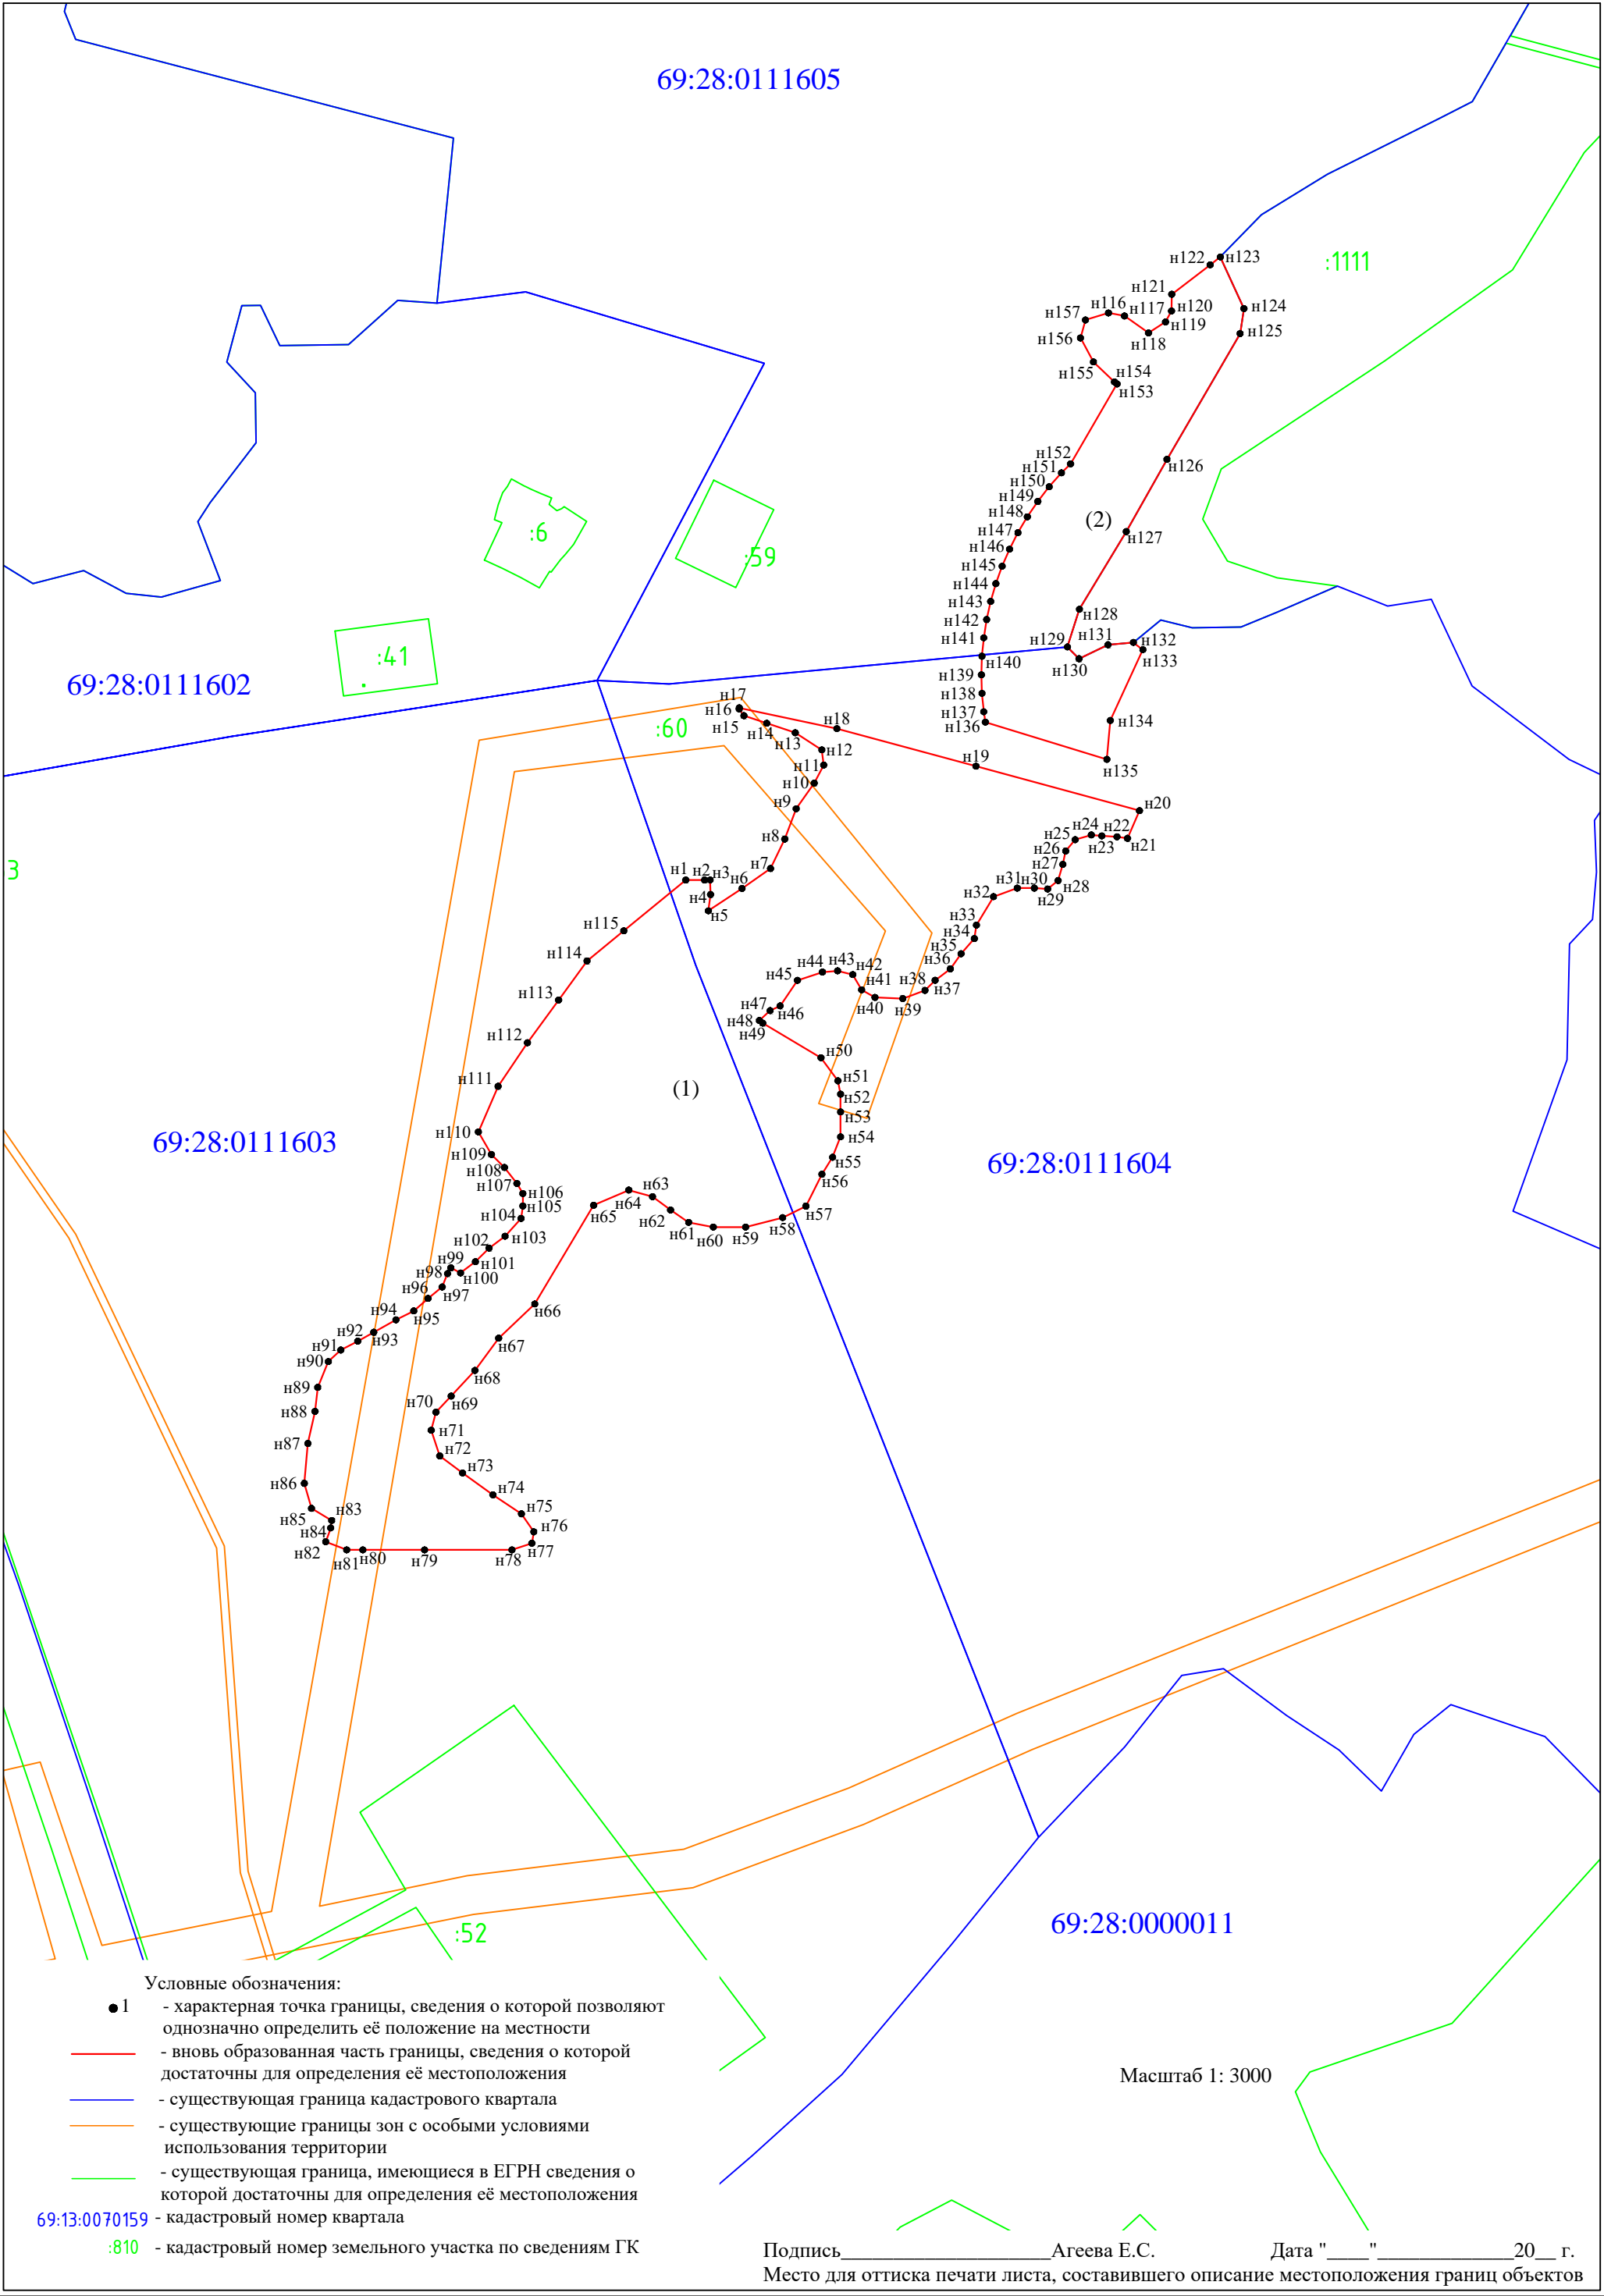 69:28:0111605
:1111
н122
н123
н121
н124
н157
н116
н117
н120
н119
н125
н156
н118
н155
н154
н153
н152
н151
н126
н150
н149
н148
(2)
н147
н127
:6
н146
:59
н145
н144
н143
н128
н142
н141
н129
н131
н132
:41
н140
н130
н133
69:28:0111602
н139
н138
н17
н16
н137
н15
н18
н136
н134
:60
н14
н13
н12
н11
н19
н135
н10
н9
н20
н8
н25
н24
н22
н26
н23
н21
3
н7
н27
н1
н2
н3
н6
н31
н30
н28
н4
н32
н29
н5
н115
н33
н34
н114
н35
н44
н43
н42
н36
н45
н41
н38
н37
н113
н47
н40
н39
н48
н46
н49
н112
н50
н111
н51
(1)
н52
н53
н110
н54
69:28:0111603
н109
н55
69:28:0111604
н108
н56
н107
н106
н63
н105
н64
н104
н65
н62
н57
н61
н60
н59
н58
н102
н103
н99
н101
н98
н100
н96
н97
н94
н95
н66
н92
н93
н91
н67
н90
н68
н89
н70
н69
н88
н71
н87
н72
н73
н86
н74
н83
н75
н85
н84
н76
н82
н81
н80
н79
н78
н77
69:28:0000011
:52
Условные обозначения:
1 - характерная точка границы, сведения о которой позволяют
однозначно определить её положение на местности
- вновь образованная часть границы, сведения о которой
достаточны для определения её местоположения
- существующая граница кадастрового квартала
- существующие границы зон с особыми условиями
использования территории
- существующая граница, имеющиеся в ЕГРН сведения о
которой достаточны для определения её местоположения
69:13:0070159 - кадастровый номер квартала
:810 - кадастровый номер земельного участка по сведениям ГК
Масштаб 1: 3000
Подпись____________________Агеева Е.С. Дата "____"_____________20__ г.
Место для оттиска печати листа, составившего описание местоположения границ объектов